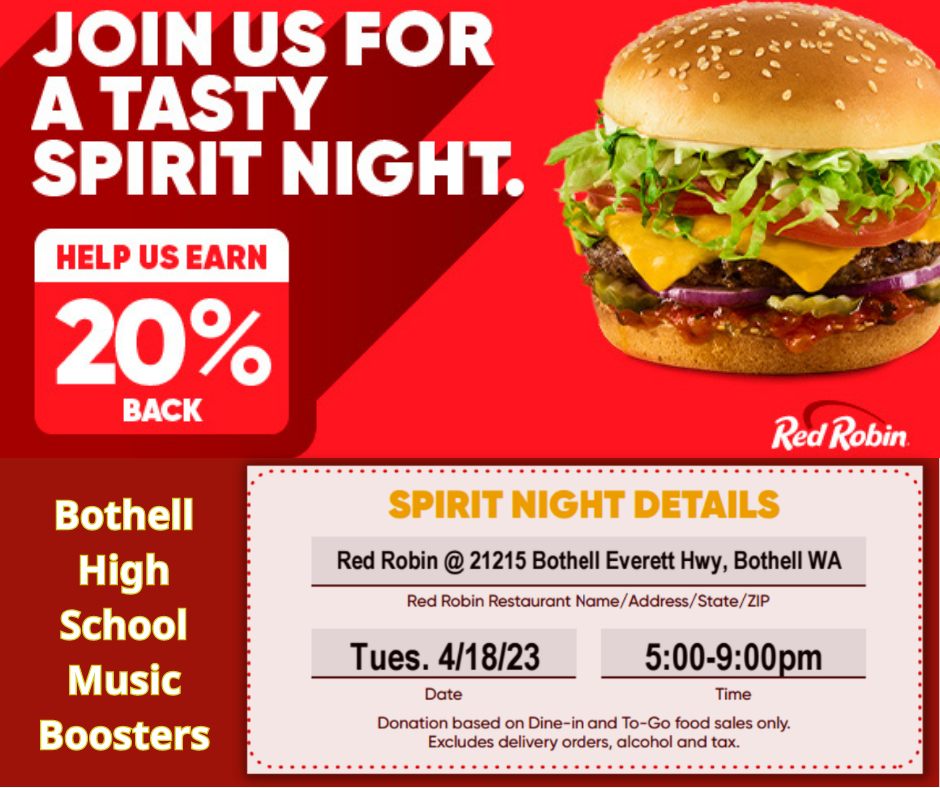 JOIN US FOR
A TASTY
SPIRIT NIGHT.
HELP US EARN
20%
BACK
Red Robin
Bothell
High
School
Music
Boosters
SPIRIT NIGHT DETAILS
Red Robin @ 21215 Bothell Everett Hwy, Bothell WA
Red Robin Restaurant Name/Address/State/ZIP
Tues. 4/18/23
Date
5:00-9:00pm
Time
Donation based on Dine-in and To-Go food sales only.
Excludes delivery orders, alcohol and tax.